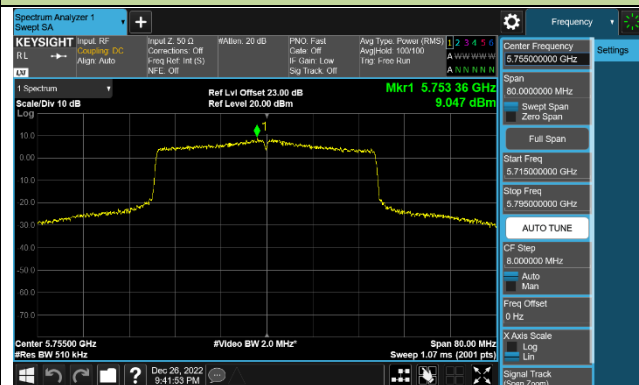 Spectrum Analyzer 1
Swept SA
Frequency
KEYSIGHT
RL
LXI
Input: RF
Coupling: DC
Align: Auto
Input Z: 50 Ω
Corrections: Off
Freq Ref: Int (S)
NFE: Off
#Atten: 20 dB
PNO: Fast
Gate: Off
IF Gain: Low
Sig Track: Off
Avg Type: Power (RMS)
Avg|Hold: 100/100
Trig: Free Run
1 2 3 4 5 6
A W W W W W
A N N N N N
Center Frequency
5.755000000 GHz
Settings
Span
80.0000000 MHz
Swept Span
Zero Span
Full Span
Start Freq
5.715000000 GHz
Stop Freq
5.795000000 GHz
AUTO TUNE
CF Step
8.000000 MHz
Auto
Man
Freq Offset
0 Hz
X Axis Scale
Log
Lin
Signal Track
(Span Zoom)
1 Spectrum
Scale/Div 10 dB
Log
Ref Lvl Offset 23.00 dB
Ref Level 20.00 dBm
Mkr1 5.753 36 GHz
9.047 dBm
1
10.0
0.00
-10.0
-20.0
-30.0
-40.0
-50.0
-60.0
-70.0
Center 5.75500 GHz
#Res BW 510 kHz
#Video BW 2.0 MHz*
Span 80.00 MHz
Sweep 1.07 ms (2001 pts)
?
Dec 26, 2022
9:41:53 PM